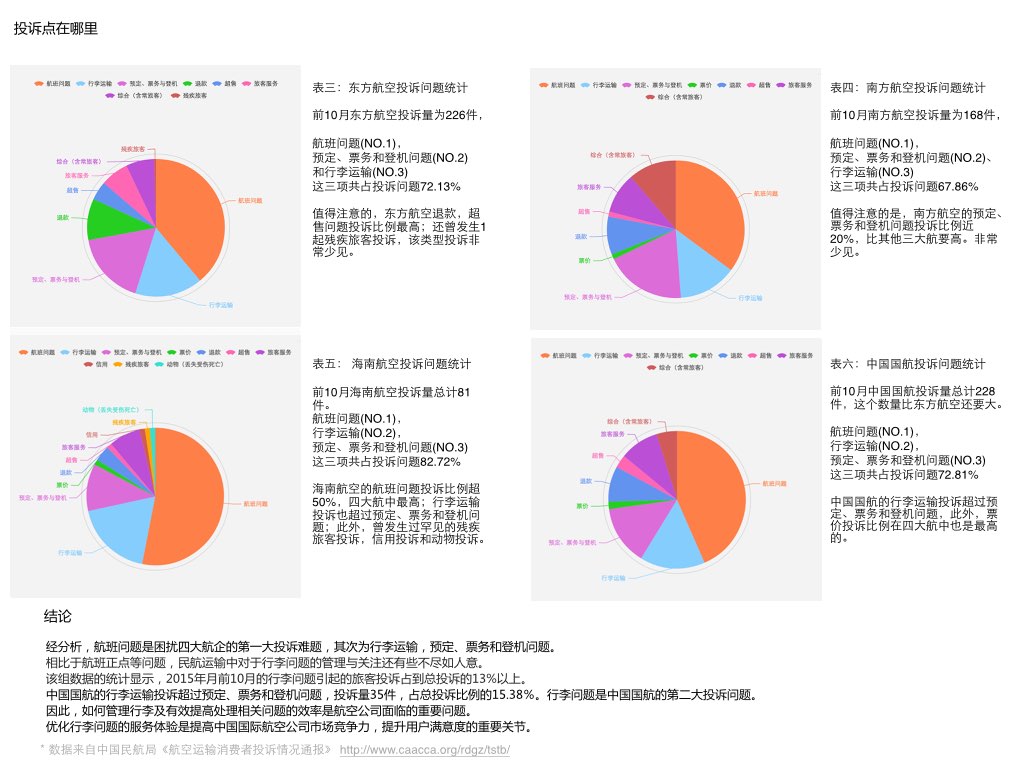 投诉点在哪里
航班问题 行李运输 预定、票务与登机 退款 超售 旅客服务
综合（含常旅客） 残疾旅客
残疾旅客
综合（含常旅客）
旅客服务
超售
退款
预定、票务与登机
行李运输
航班问题
表三：东方航空投诉问题统计
前10月东方航空投诉量为226件，
航班问题(NO.1)，
预定、票务和登机问题(NO.2)
和行李运输(NO.3)
这三项共占投诉问题72.13%
值得注意的，东方航空退款，超
售问题投诉比例最高；还曾发生1
起残疾旅客投诉，该类型投诉非
常少见。
航班问题 行李运输 预定、票务与登机 票价 退款 超售 旅客服务
综合（含常旅客）
综合（含常旅客）
旅客服务
超售
退款
票价
预定、票务与登机
行李运输
航班问题
表四：南方航空投诉问题统计
前10月南方航空投诉量为168件，
航班问题(NO.1)，
预定、票务和登机问题(NO.2)、
行李运输(NO.3)
这三项共占投诉问题67.86%
值得注意的是，南方航空的预定、
票务和登机问题投诉比例近
20%，比其他三大航要高。非常
少见。
航班问题 行李运输 预定、票务与登机 票价 退款 超售 旅客服务
信用 残疾旅客 动物（丢失受伤死亡）
动物（丢失受伤死亡）
残疾旅客
信用
旅客服务
超售
退款
票价
预定、票务与登机
行李运输
航班问题
表五： 海南航空投诉问题统计
前10月海南航空投诉量总计81
件。
航班问题(NO.1)，
行李运输(NO.2)，
预定、票务和登机问题(NO.3)
这三项共占投诉问题82.72%
海南航空的航班问题投诉比例超
50%，四大航中最高；行李运输
投诉也超过预定、票务和登机问
题；此外，曾发生过罕见的残疾
旅客投诉，信用投诉和动物投诉。
航班问题 行李运输 预定、票务与登机 票价 退款 超售 旅客服务
综合（含常旅客）
综合（含常旅客）
旅客服务
超售
退款
票价
预定、票务与登机
行李运输
航班问题
表六：中国国航投诉问题统计
前10月中国国航投诉量总计228
件，这个数量比东方航空还要大。
航班问题(NO.1)，
行李运输(NO.2)，
预定、票务和登机问题(NO.3)
这三项共占投诉问题72.81%
中国国航的行李运输投诉超过预
定、票务和登机问题，此外，票
价投诉比例在四大航中也是最高
的。
结论
经分析，航班问题是困扰四大航企的第一大投诉难题，其次为行李运输，预定、票务和登机问题。
相比于航班正点等问题，民航运输中对于行李问题的管理与关注还有些不尽如人意。
该组数据的统计显示，2015年月前10月的行李问题引起的旅客投诉占到总投诉的13%以上。
中国国航的行李运输投诉超过预定、票务和登机问题，投诉量35件，占总投诉比例的15.38%。行李问题是中国国航的第二大投诉问题。
因此，如何管理行李及有效提高处理相关问题的效率是航空公司面临的重要问题。
优化行李问题的服务体验是提高中国国际航空公司市场竞争力，提升用户满意度的重要关节。
* 数据来自中国民航局《航空运输消费者投诉情况通报》 http://www.caacca.org/rdgz/tstb/